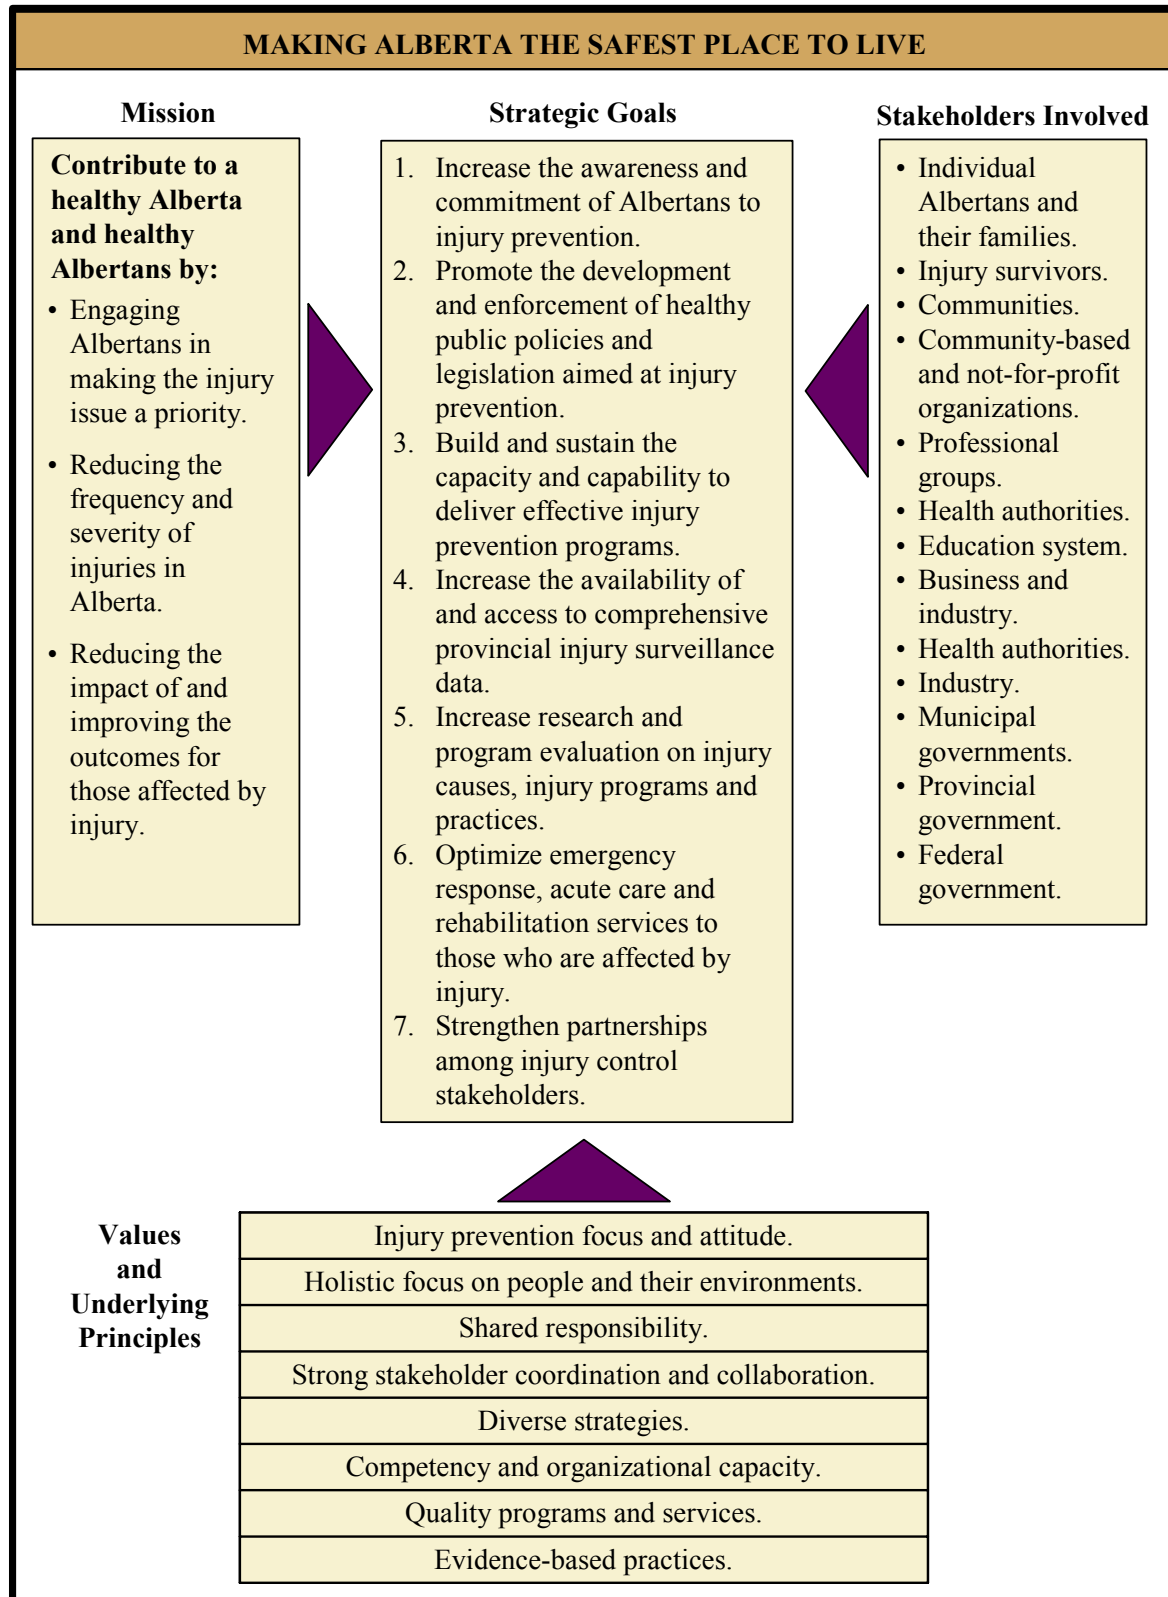 MAKING ALBERTA THE SAFEST PLACE TO LIVE
Mission
Contribute to a
healthy Alberta
and healthy
Albertans by:
• Engaging
Albertans in
making the injury
issue a priority.
• Reducing the
frequency and
severity of
injuries in
Alberta.
• Reducing the
impact of and
improving the
outcomes for
those affected by
injury.
Strategic Goals
1. Increase the awareness and
commitment of Albertans to
injury prevention.
2. Promote the development
and enforcement of healthy
public policies and
legislation aimed at injury
prevention.
3. Build and sustain the
capacity and capability to
deliver effective injury
prevention programs.
4. Increase the availability of
and access to comprehensive
provincial injury surveillance
data.
5. Increase research and
program evaluation on injury
causes, injury programs and
practices.
6. Optimize emergency
response, acute care and
rehabilitation services to
those who are affected by
injury.
7. Strengthen partnerships
among injury control
stakeholders.
Stakeholders Involved
• Individual
Albertans and
their families.
• Injury survivors.
• Communities.
• Community-based
and not-for-profit
organizations.
• Professional
groups.
• Health authorities.
• Education system.
• Business and
industry.
• Health authorities.
• Industry.
• Municipal
governments.
• Provincial
government.
• Federal
government.
Values
and
Underlying
Principles
Injury prevention focus and attitude.
Holistic focus on people and their environments.
Shared responsibility.
Strong stakeholder coordination and collaboration.
Diverse strategies.
Competency and organizational capacity.
Quality programs and services.
Evidence-based practices.